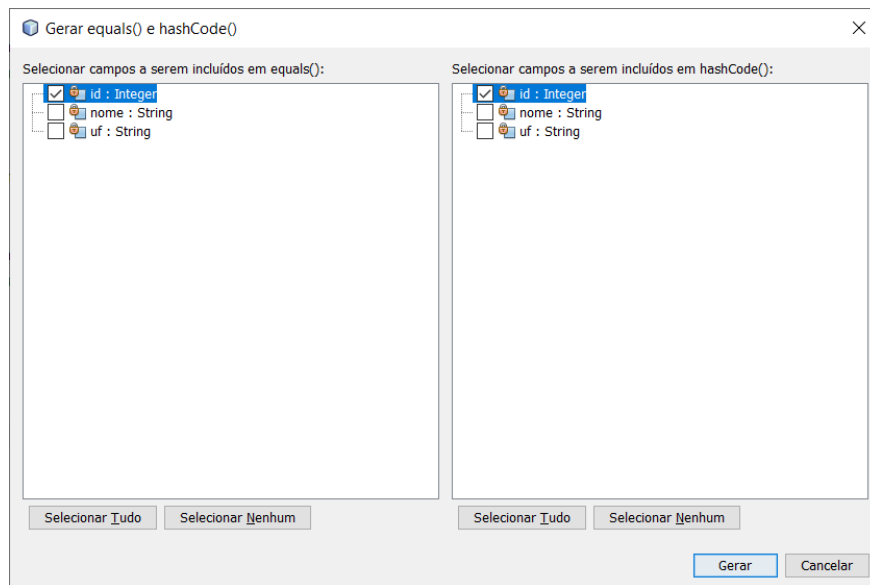 Gerar equals() e hashCode()
Selecionar campos a serem incluídos em equals():
id : Integer
nome : String
uf : String
Selecionar Tudo
Selecionar Nenhum
Selecionar campos a serem incluídos em hashCode():
id : Integer
nome : String
uf : String
Selecionar Tudo
Selecionar Nenhum
Gerar
Cancelar